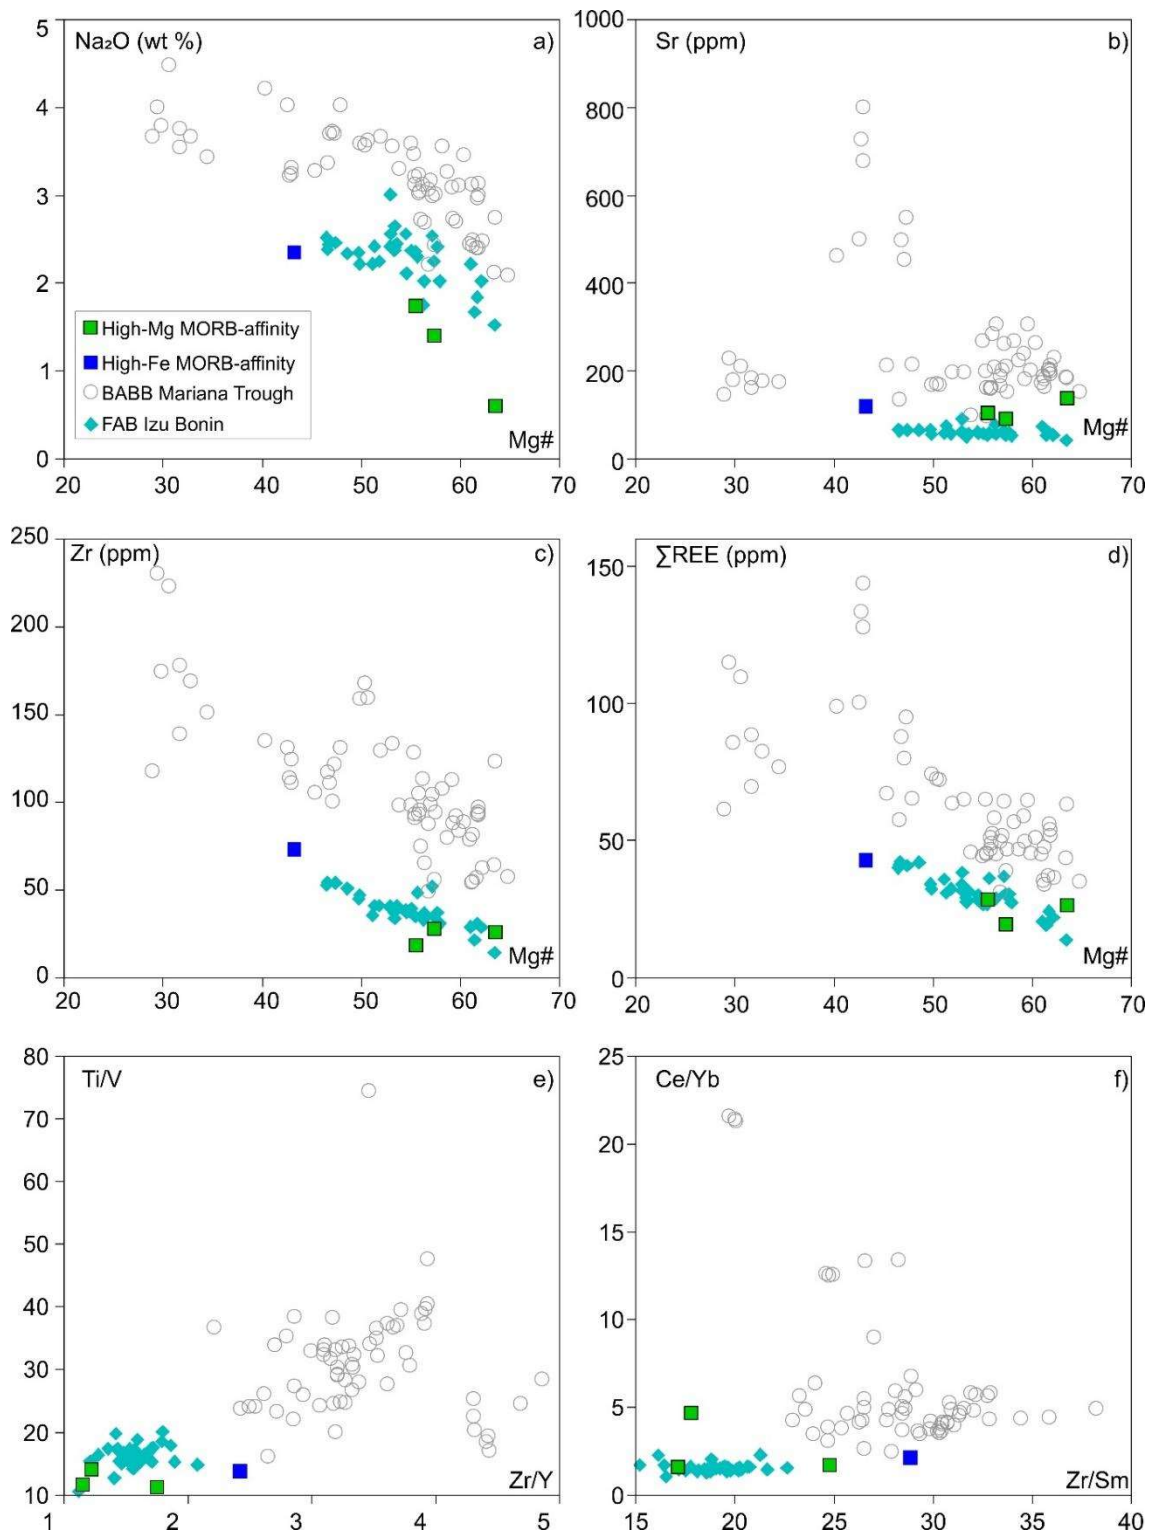 Na₂O (wt %) a)
5
4
3
2
1
0
High-Mg MORB-affinity
High-Fe MORB-affinity
BABB Mariana Trough
FAB Izu Bonin
Mg#
20 30 40 50 60 70
Sr (ppm) b)
1000
800
600
400
200
0
Mg#
20 30 40 50 60 70
Zr (ppm) c)
250
200
150
100
50
0
Mg#
20 30 40 50 60 70
∑REE (ppm) d)
150
100
50
0
Mg#
20 30 40 50 60 70
Ti/V e)
80
70
60
50
40
30
20
10
Zr/Y
1 2 3 4 5
Ce/Yb f)
25
20
15
10
5
0
Zr/Sm
15 20 25 30 35 40